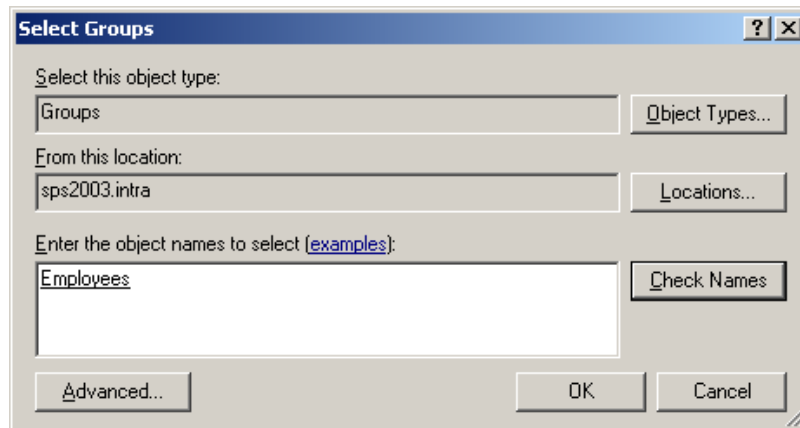 Select Groups
Select this object type:
Groups
Object Types...
From this location:
sps2003.intra
Locations...
Enter the object names to select (examples):
Employees
Check Names
Advanced...
OK
Cancel